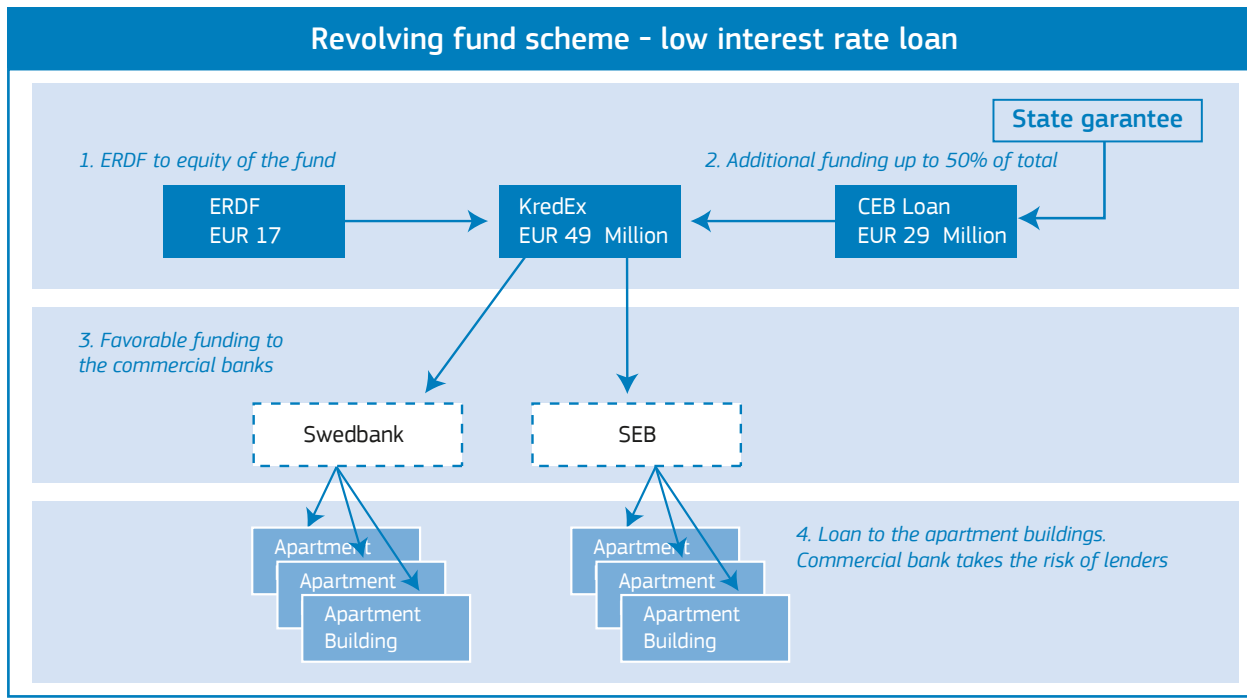 Revolving fund scheme – low interest rate loan
State garantee
1. ERDF to equity of the fund
2. Additional funding up to 50% of total
ERDF
EUR 17
KredEx
EUR 49 Million
CEB Loan
EUR 29 Million
3. Favorable funding to
the commercial banks
Swedbank
SEB
4. Loan to the apartment buildings.
Commercial bank takes the risk of lenders
Apartment
Apartment
Apartment
Building
Apartment
Apartment
Apartment
Building